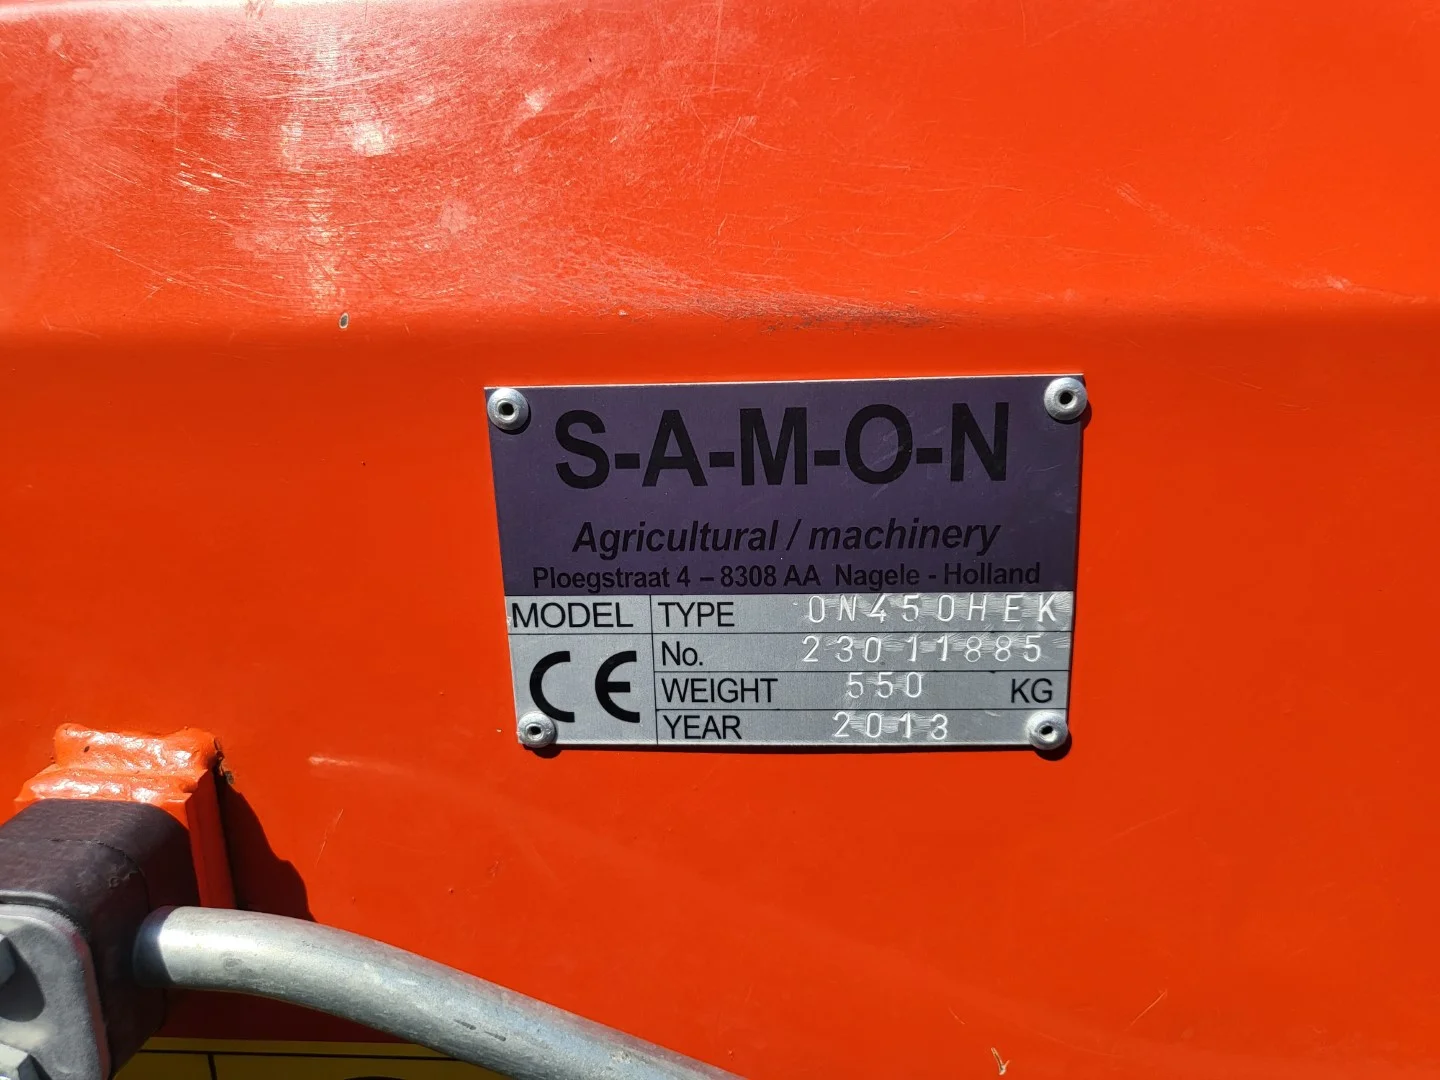 S-A-M-O-N
Agricultural / machinery
Ploegstraat 4 – 8308 AA Nagele - Holland
MODEL TYPE ON450HEK
No. 23011885
CE WEIGHT 550 KG
YEAR 2013